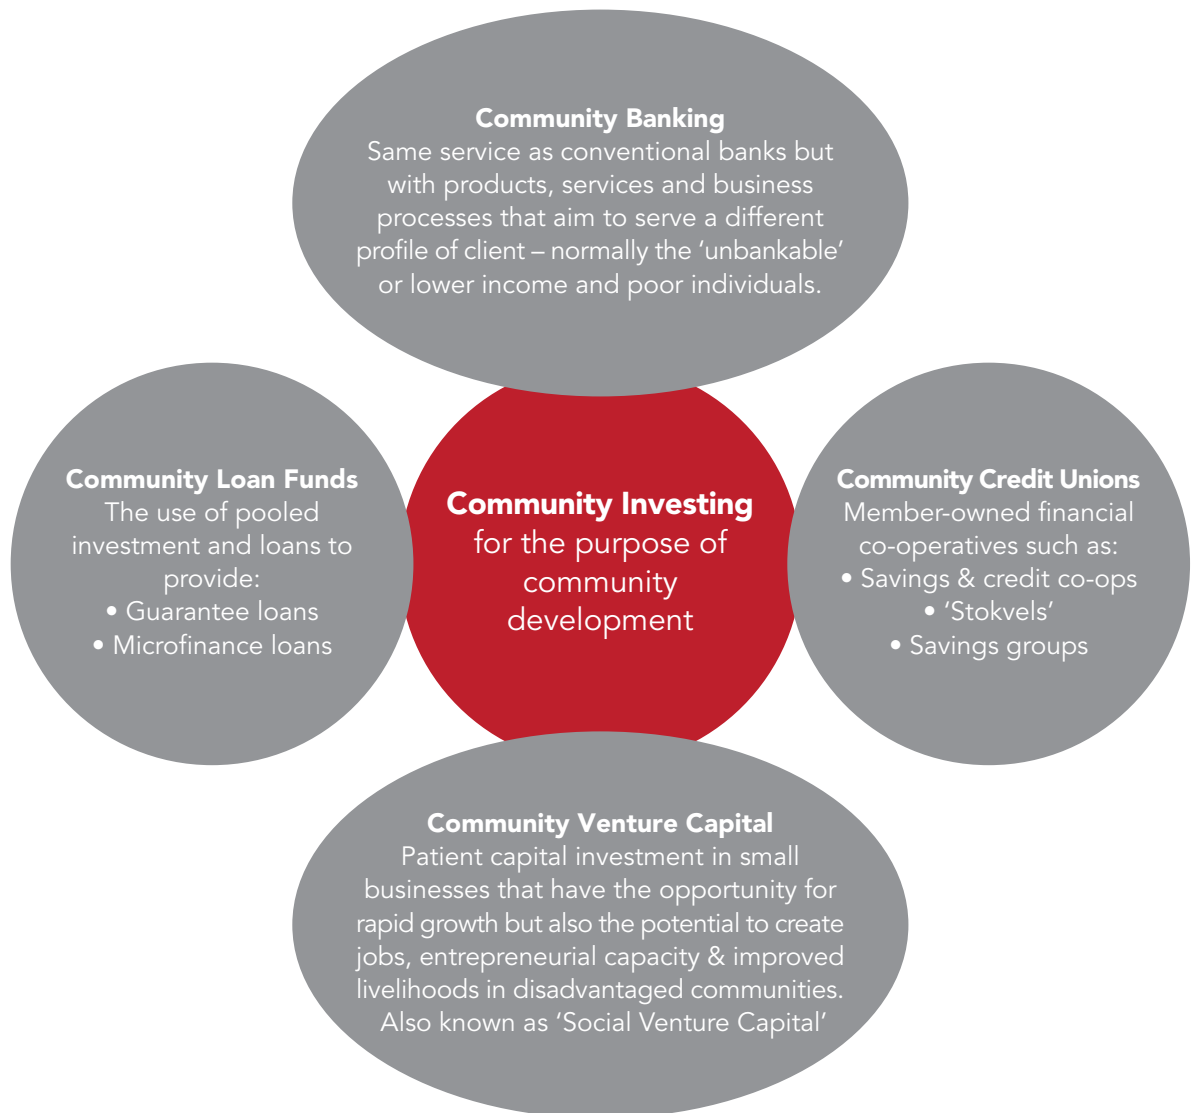 Community Banking
Same service as conventional banks but
with products, services and business
processes that aim to serve a different
profile of client – normally the ‘unbankable’
or lower income and poor individuals.
Community Loan Funds
The use of pooled
investment and loans to
provide:
• Guarantee loans
• Microfinance loans
Community Investing
for the purpose of
community
development
Community Credit Unions
Member-owned financial
co-operatives such as:
• Savings & credit co-ops
• ‘Stokvels’
• Savings groups
Community Venture Capital
Patient capital investment in small
businesses that have the opportunity for
rapid growth but also the potential to create
jobs, entrepreneurial capacity & improved
livelihoods in disadvantaged communities.
Also known as ‘Social Venture Capital’